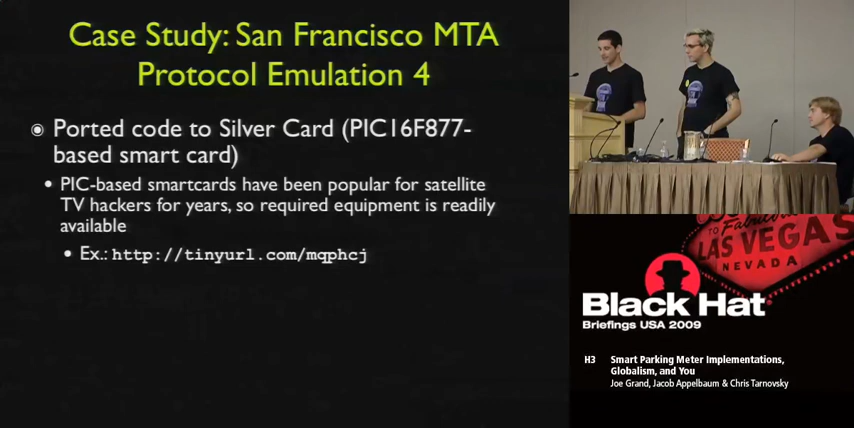 Case Study: San Francisco MTA
Protocol Emulation 4
Ported code to Silver Card (PIC16F877-
based smart card)
• PIC-based smartcards have been popular for satellite
TV hackers for years, so required equipment is readily
available
• Ex.: http://tinyurl.com/mqphcj
TO Fabulous
LAS VEGAS
NEVADA
Black Hat
Briefings USA 2009
H3 Smart Parking Meter Implementations,
Globalism, and You
Joe Grand, Jacob Appelbaum & Chris Tarnovsky